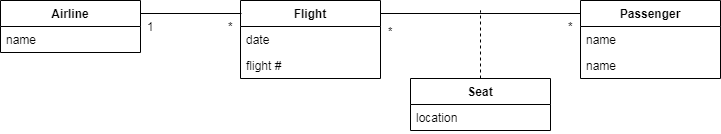 Airline
name
1
*
Flight
date
flight #
*
*
Passenger
name
name
Seat
location